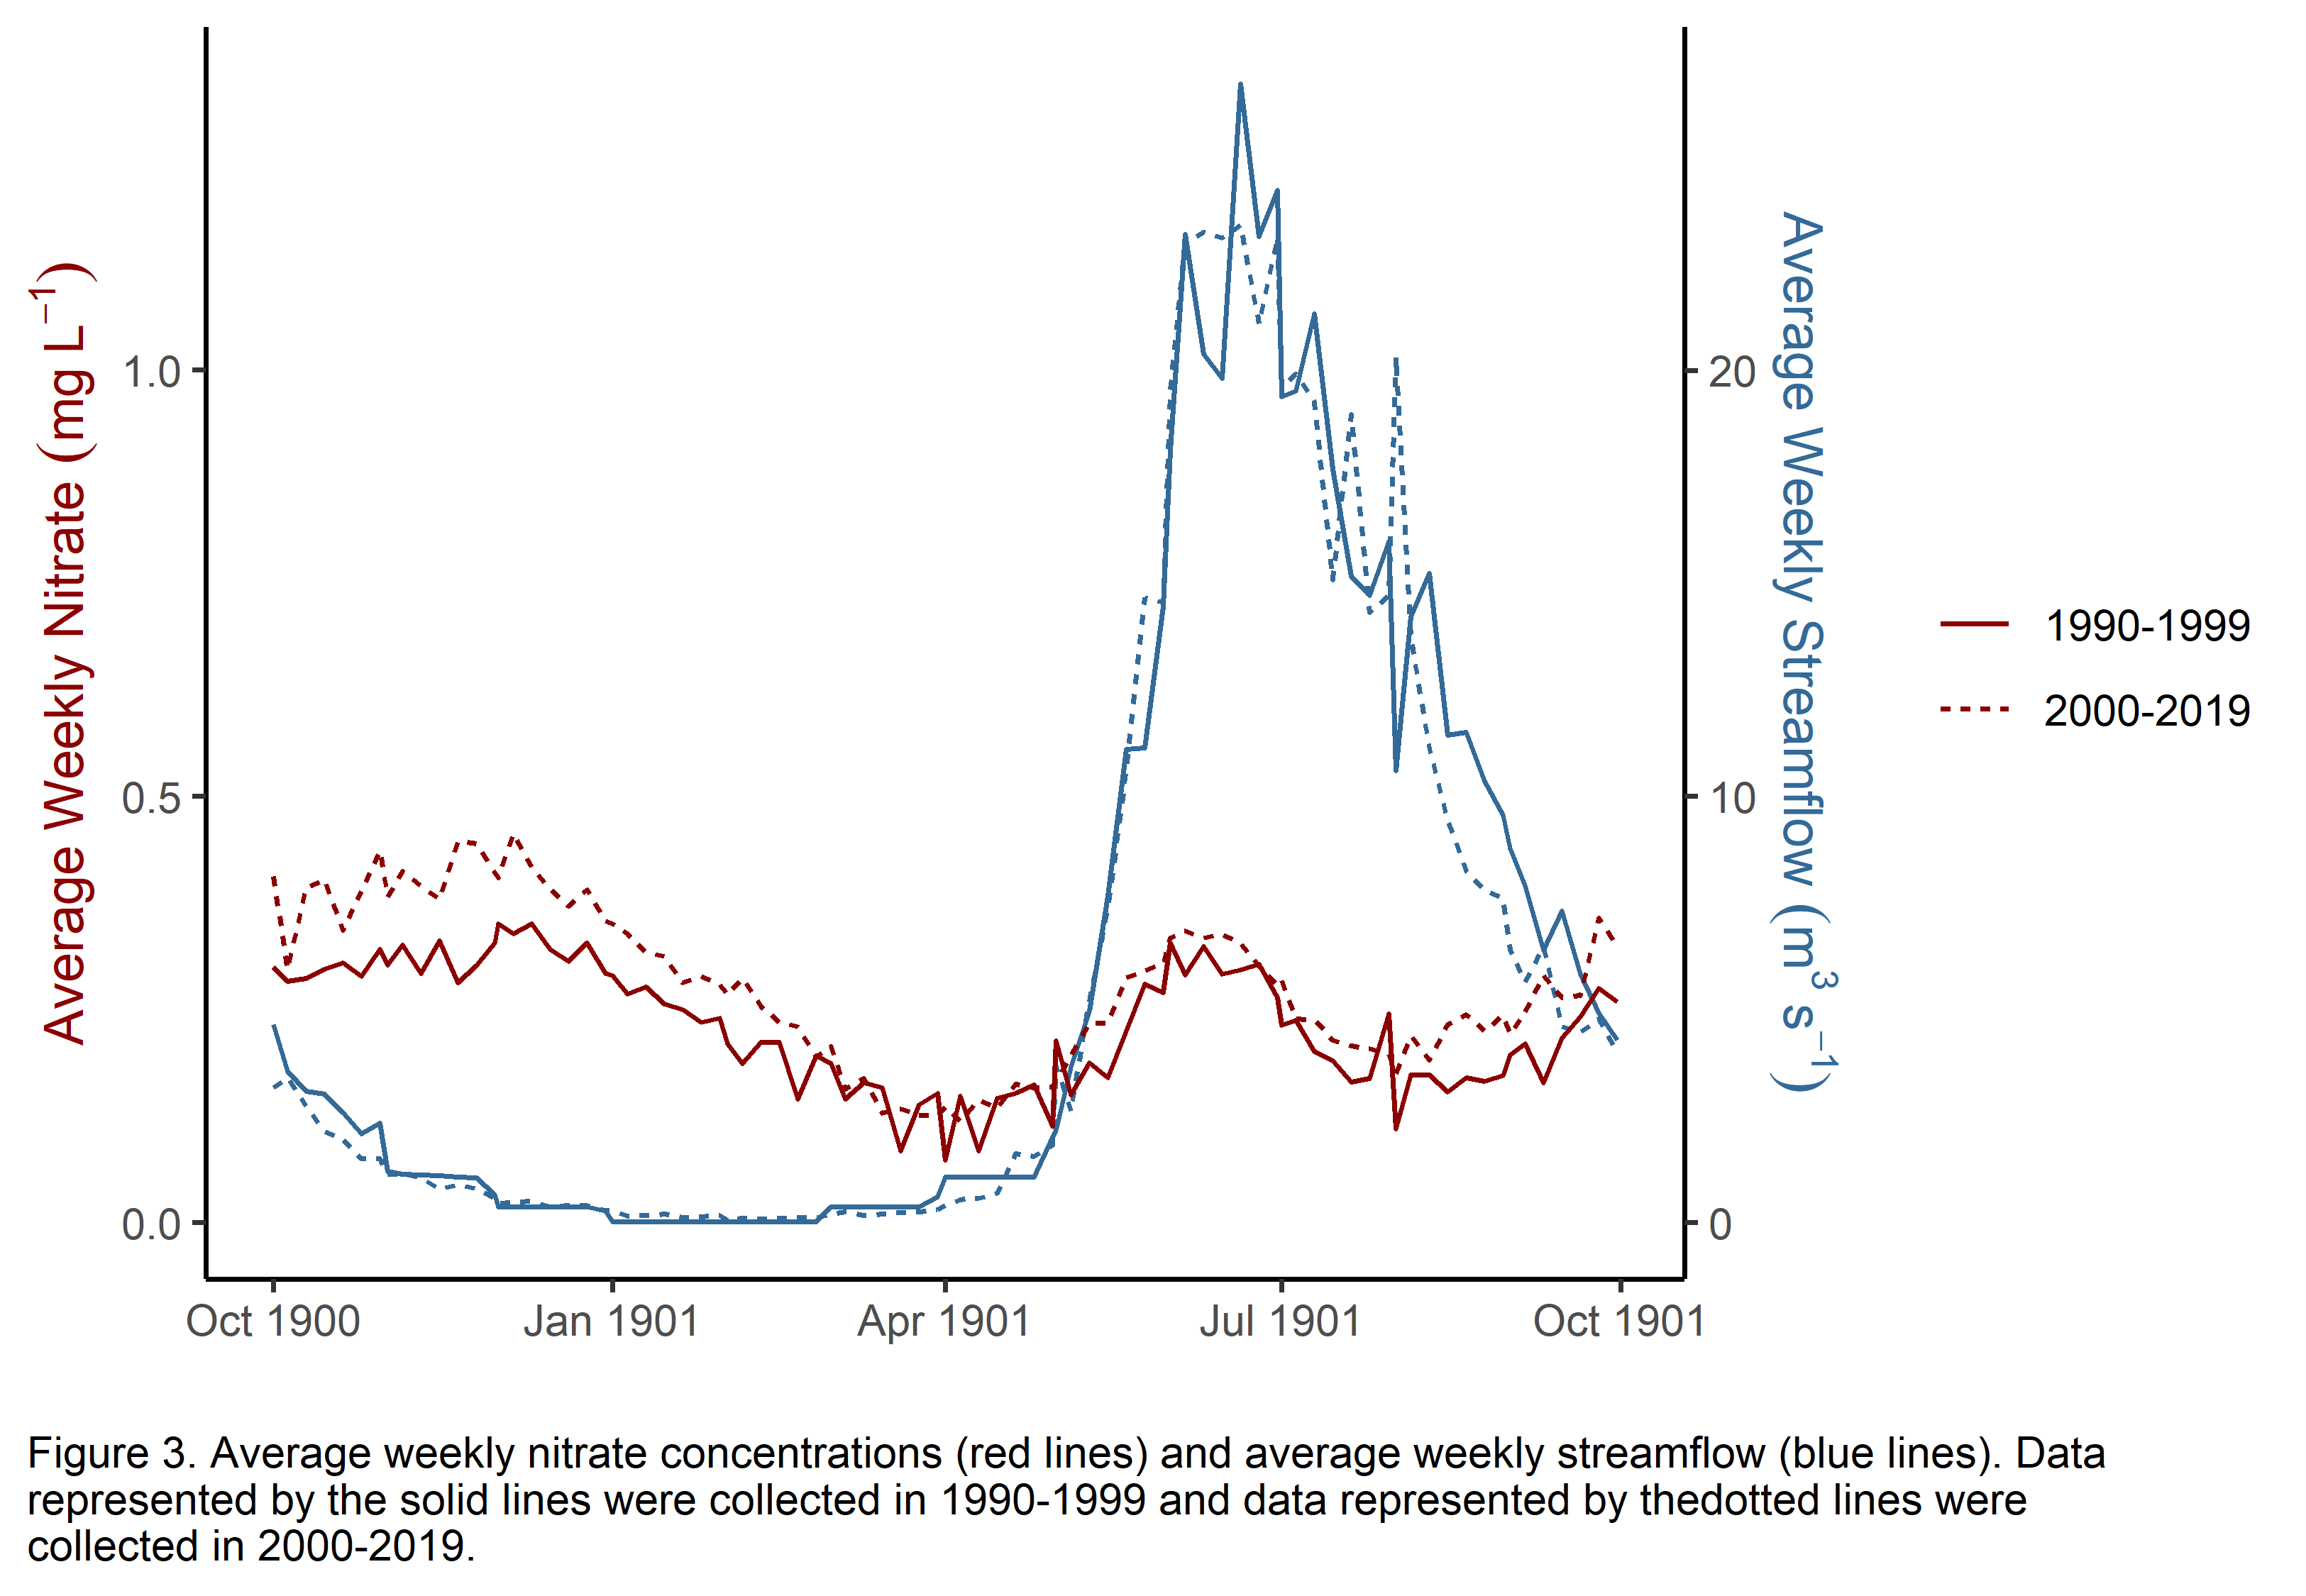 Average Weekly Nitrate (mg L⁻¹)
1.0
0.5
0.0
20
10
0
Average Weekly Streamflow (m³ s⁻¹)
1990-1999
2000-2019
Oct 1900 Jan 1901 Apr 1901 Jul 1901 Oct 1901
Figure 3. Average weekly nitrate concentrations (red lines) and average weekly streamflow (blue lines). Data
represented by the solid lines were collected in 1990-1999 and data represented by thedotted lines were
collected in 2000-2019.